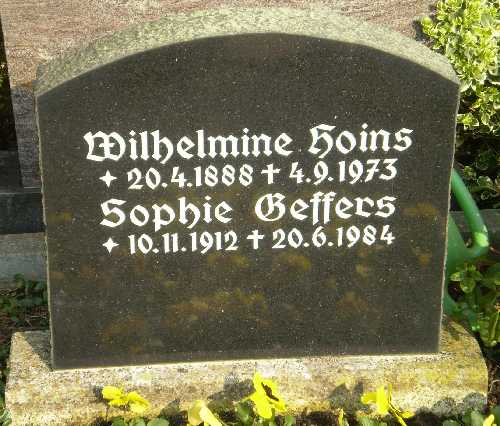 Wilhelmine Hoins
✦ 20.4.1888 ✝ 4.9.1973
Sophie Geffers
✦ 10.11.1912 ✝ 20.6.1984